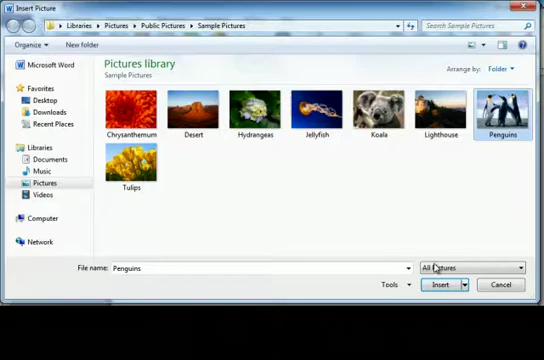 Insert Picture
Libraries Pictures Public Pictures Sample Pictures
Search Sample Pictures
Organize New folder
Microsoft Word
Favorites
Desktop
Downloads
Recent Places
Libraries
Documents
Music
Pictures
Videos
Computer
Network
Pictures library
Sample Pictures
Arrange by: Folder
Chrysanthemum Desert Hydrangeas Jellyfish Koala Lighthouse Penguins
Tulips
File name: Penguins
All Pictures
Tools Insert Cancel